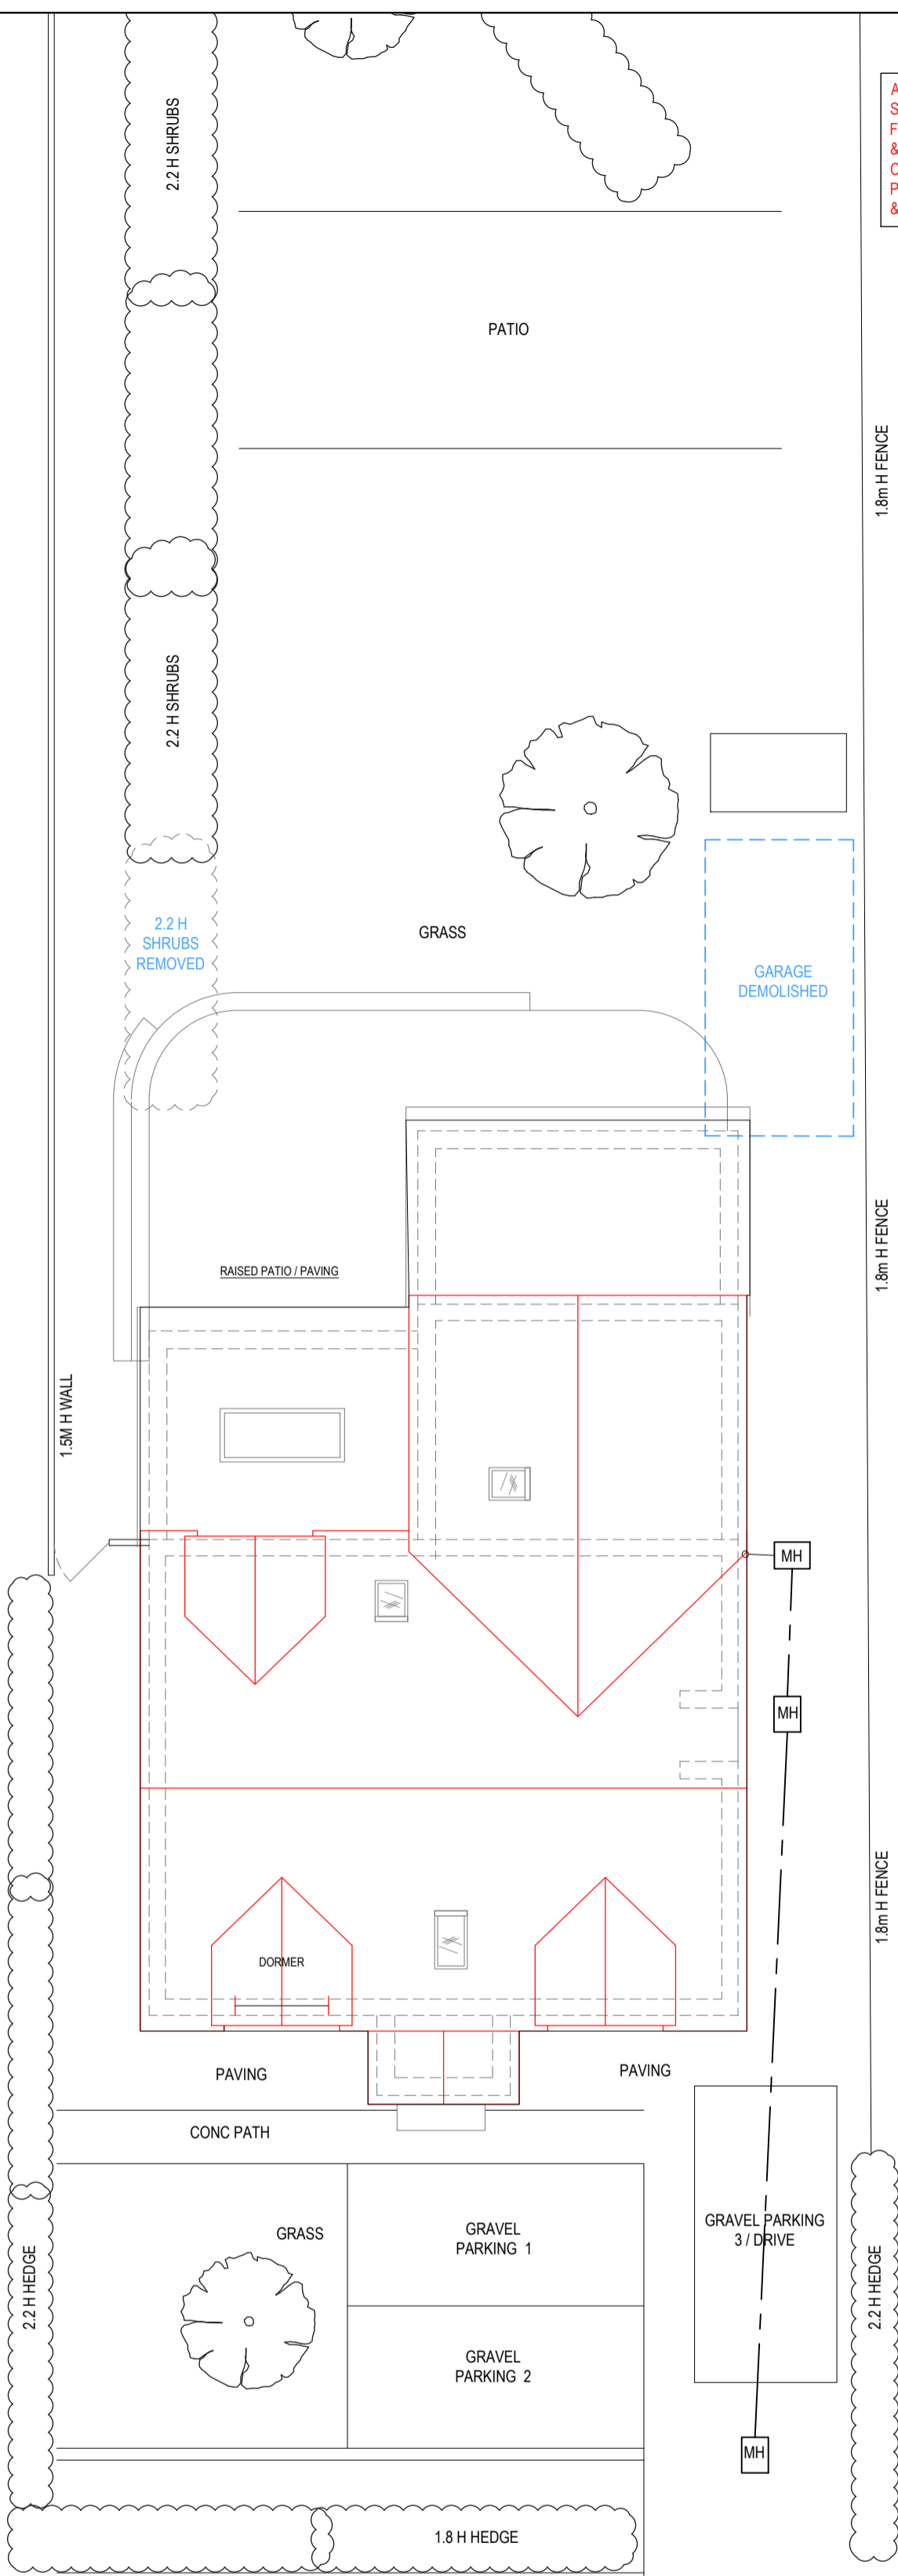 2.2 H SHRUBS
A
S
F
&
C
P
&
PATIO
1.8m H FENCE
2.2 H SHRUBS
2.2 H
SHRUBS
REMOVED
GRASS
GARAGE
DEMOLISHED
1.8m H FENCE
RAISED PATIO / PAVING
1.5M H WALL
MH
MH
1.8m H FENCE
DORMER
PAVING
PAVING
CONC PATH
GRASS
GRAVEL
PARKING 1
GRAVEL PARKING
3 / DRIVE
2.2 H HEDGE
2.2 H HEDGE
GRAVEL
PARKING 2
MH
1.8 H HEDGE